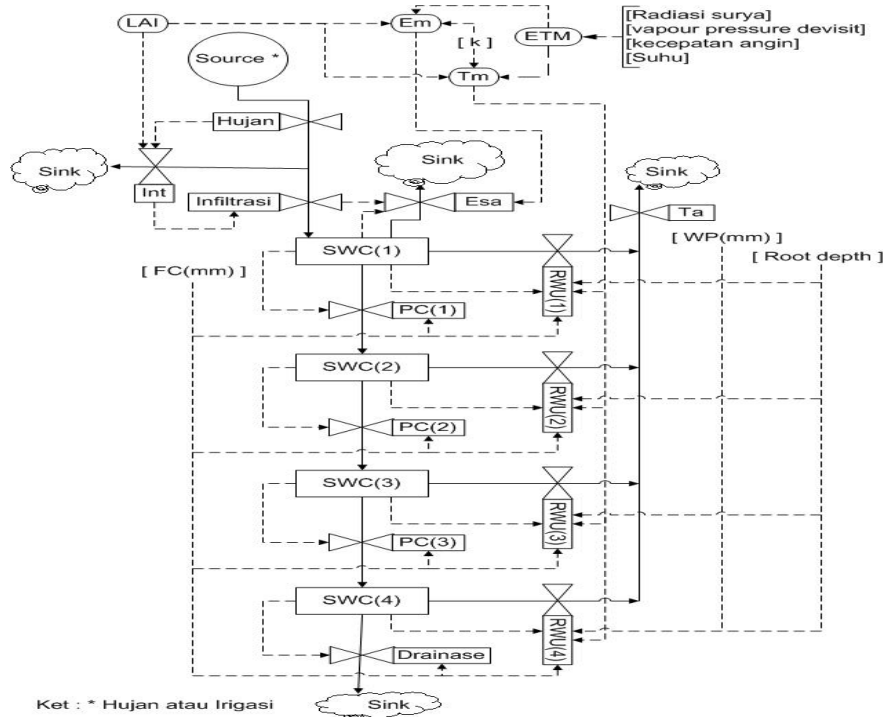 LAI
Em
ETM
[Radiasi surya]
[vapour pressure devisit]
[kecepatan angin]
[Suhu]
[ k ]
Tm
Source *
Hujan
Sink
Int
Infiltrasi
Sink
Esa
Sink
Ta
SWC(1)
[ WP(mm) ]
[ Root depth ]
[ FC(mm) ]
RWU(1)
PC(1)
SWC(2)
RWU(2)
PC(2)
SWC(3)
RWU(3)
PC(3)
SWC(4)
RWU(4)
Drainase
Ket : * Hujan atau Irigasi
Sink